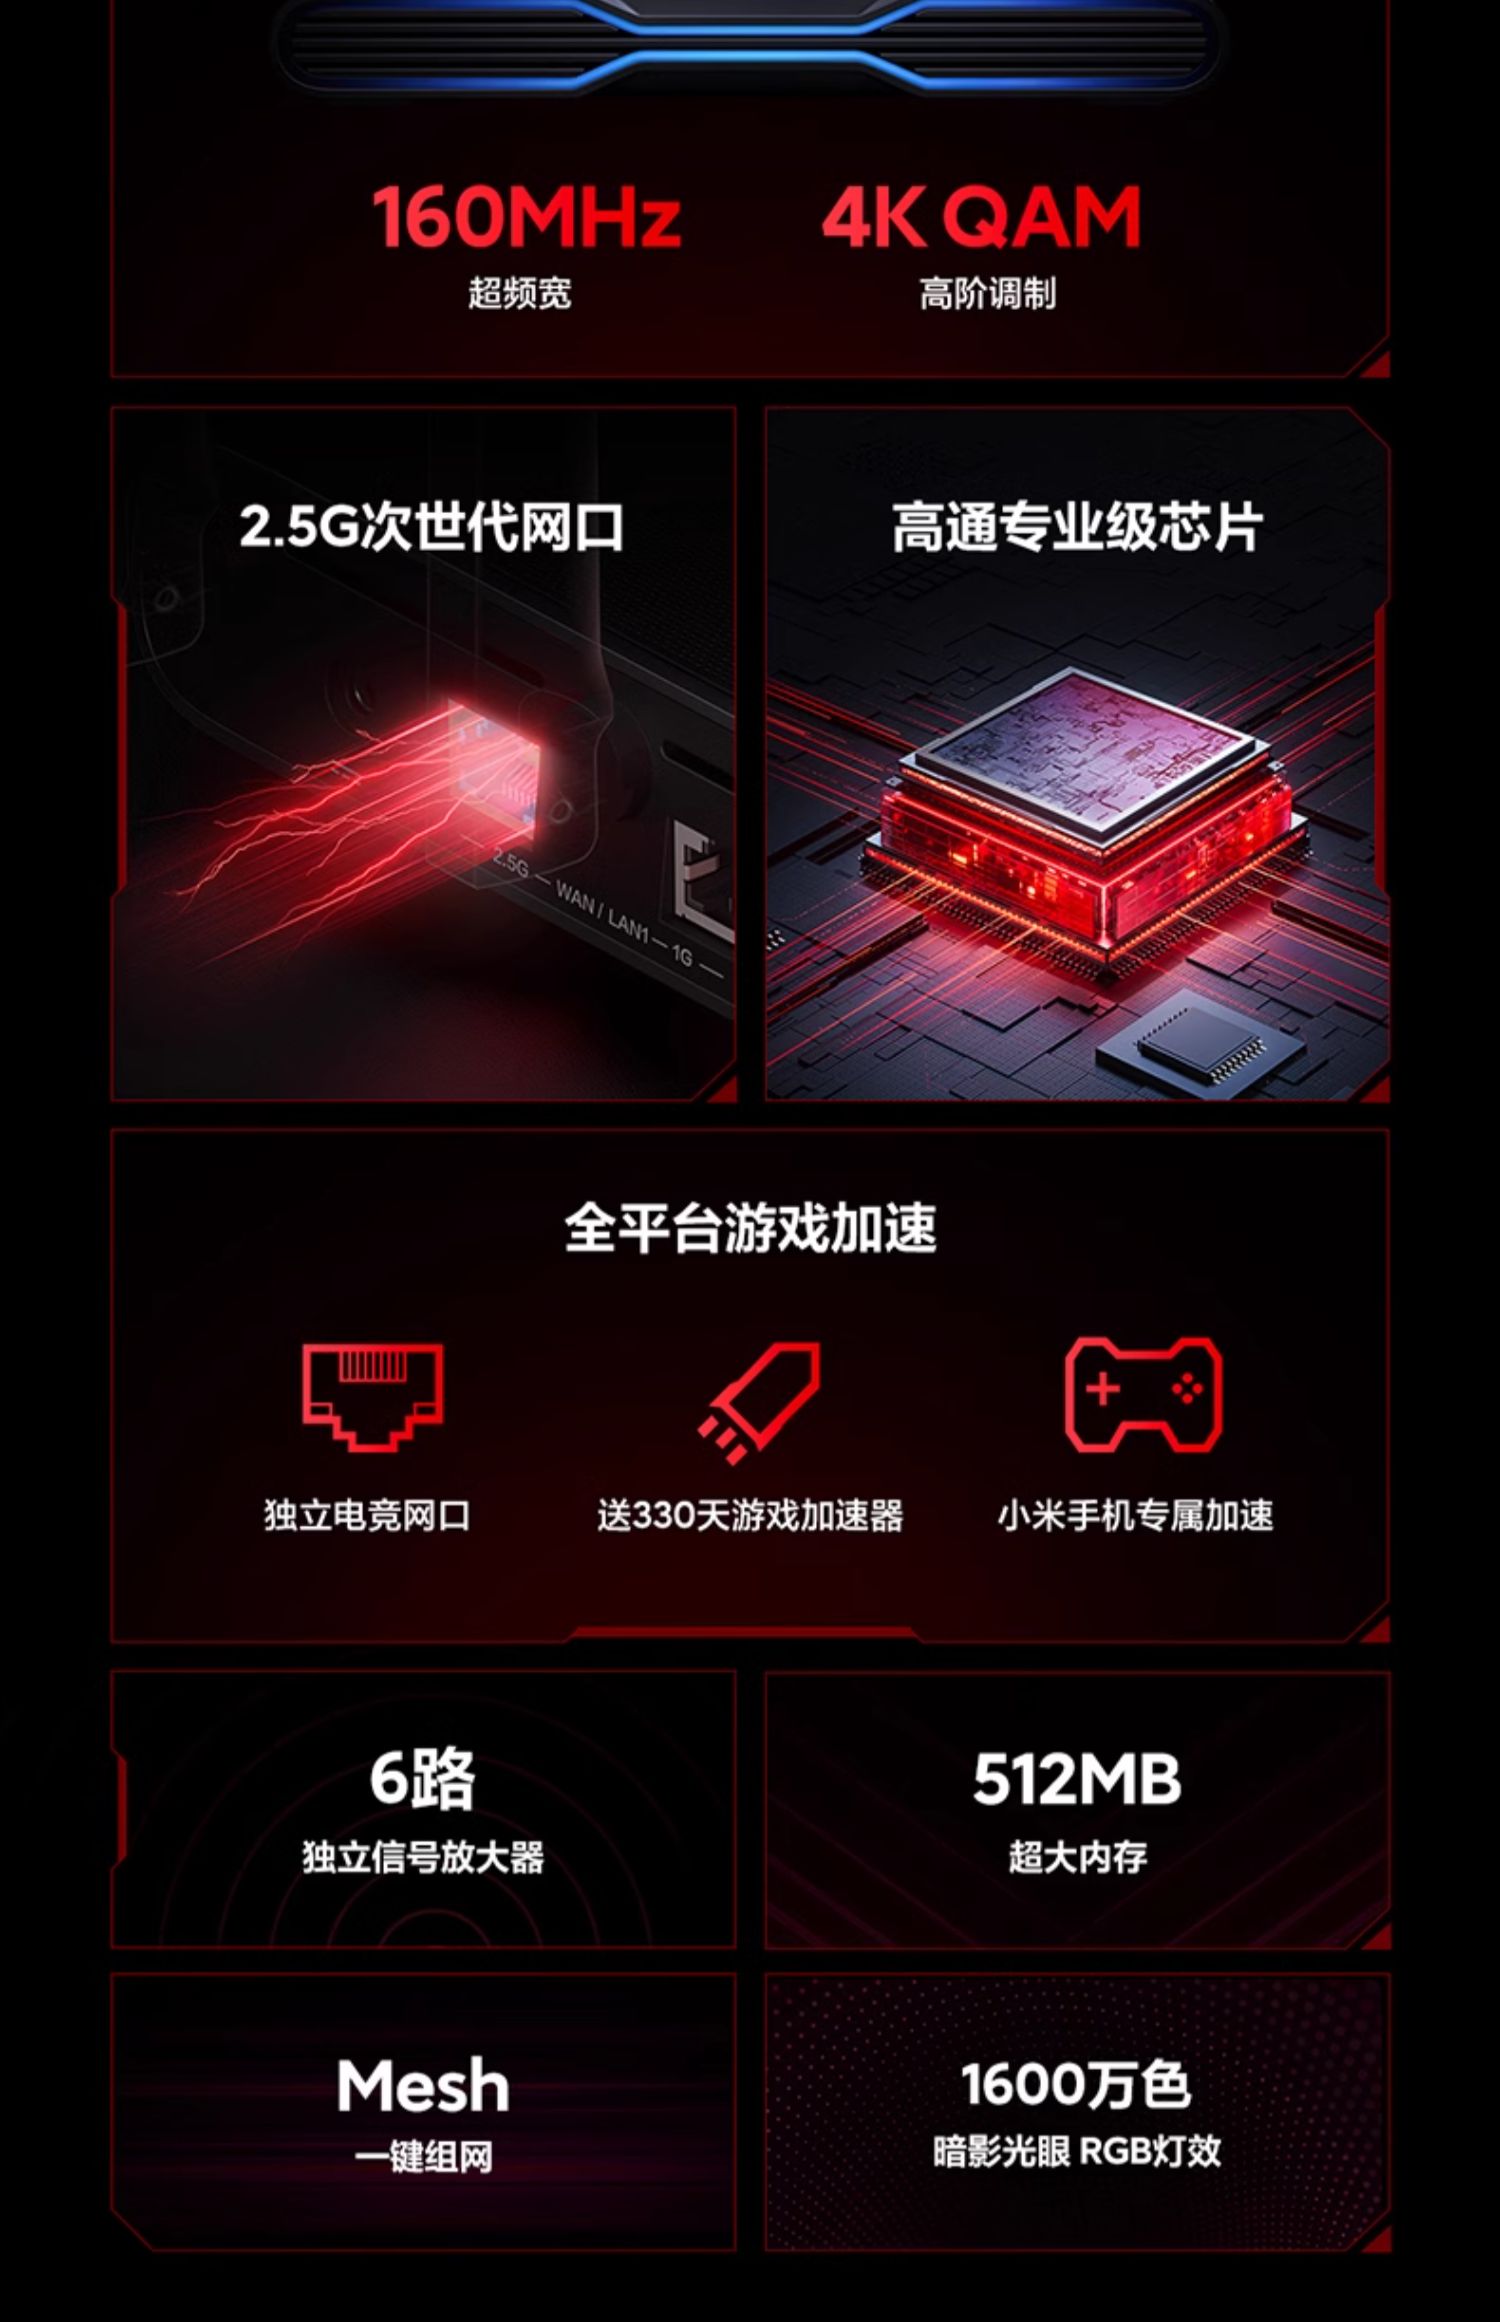 160MHz
4K QAM
超频宽
高阶调制
2.5G次世代网口
高通专业级芯片
2.5G — WAN / LAN1 — 1G —
全平台游戏加速
独立电竞网口
送330天游戏加速器
小米手机专属加速
6路
独立信号放大器
512MB
超大内存
Mesh
一键组网
1600万色
暗影光眼 RGB灯效